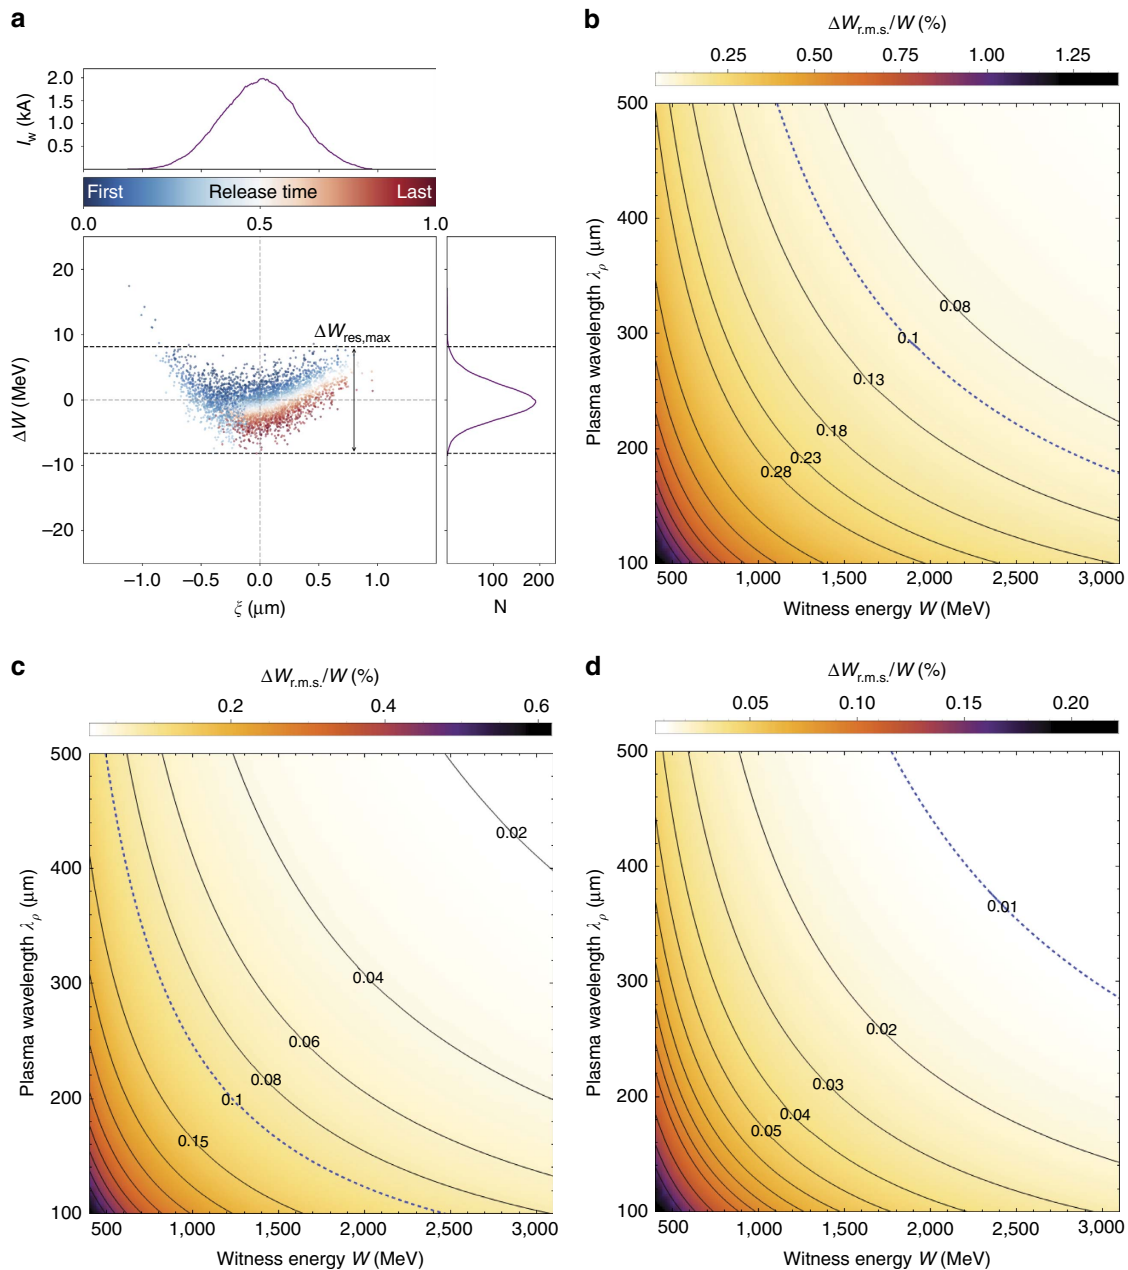 a
I_w (kA)
2.0
1.5
1.0
0.5
First Release time Last
0.0 0.5 1.0
ΔW (MeV)
20
10
0
−10
−20
ΔW_res,max
−1.0 −0.5 0.0 0.5 1.0
ξ (μm)
100 200
N
b
ΔW_r.m.s./W (%)
0.25 0.50 0.75 1.00 1.25
Plasma wavelength λ_ρ (μm)
500
400
300
200
100
0.08
0.1
0.13
0.18
0.23
0.28
500 1,000 1,500 2,000 2,500 3,000
Witness energy W (MeV)
c
ΔW_r.m.s./W (%)
0.2 0.4 0.6
Plasma wavelength λ_ρ (μm)
500
400
300
200
100
0.02
0.04
0.06
0.08
0.1
0.15
500 1,000 1,500 2,000 2,500 3,000
Witness energy W (MeV)
d
ΔW_r.m.s./W (%)
0.05 0.10 0.15 0.20
Plasma wavelength λ_ρ (μm)
500
400
300
200
100
0.01
0.02
0.03
0.04
0.05
500 1,000 1,500 2,000 2,500 3,000
Witness energy W (MeV)